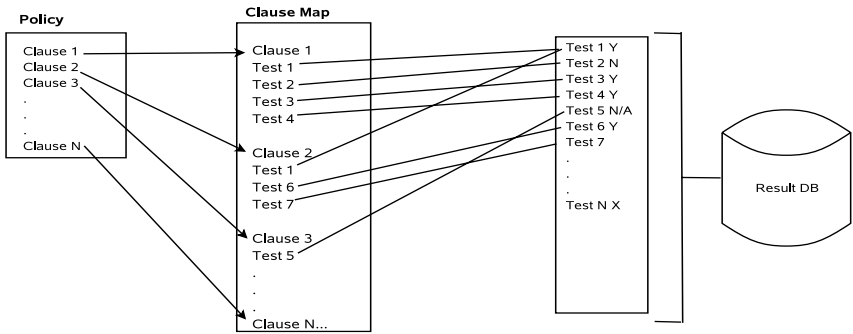 Policy
Clause 1
Clause 2
Clause 3
.
.
.
Clause N
Clause Map
Clause 1
Test 1
Test 2
Test 3
Test 4
Clause 2
Test 1
Test 6
Test 7
Clause 3
Test 5
.
.
.
Clause N...
Test 1 Y
Test 2 N
Test 3 Y
Test 4 Y
Test 5 N/A
Test 6 Y
Test 7
.
.
.
Test N X
Result DB